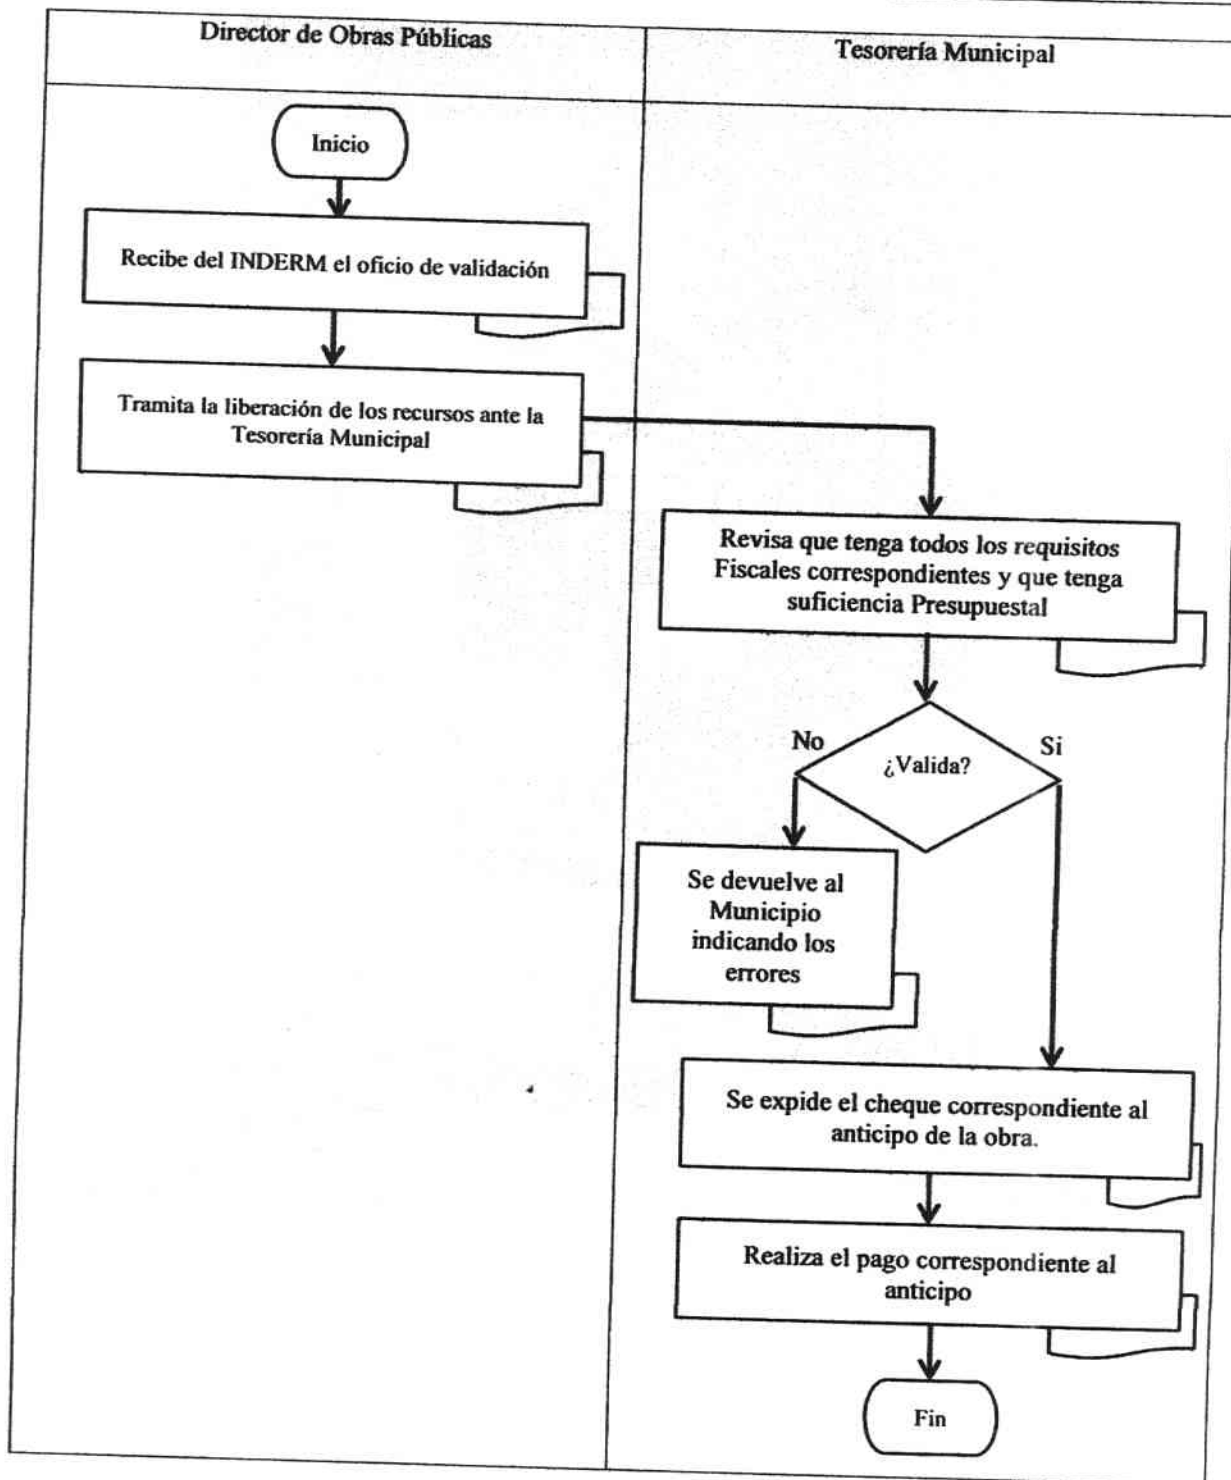 Director de Obras Públicas
Tesorería Municipal
Inicio
Recibe del INDERM el oficio de validación
Tramita la liberación de los recursos ante la
Tesorería Municipal
Revisa que tenga todos los requisitos
Fiscales correspondientes y que tenga
suficiencia Presupuestal
¿Valida?
No
Si
Se devuelve al
Municipio
indicando los
errores
Se expide el cheque correspondiente al
anticipo de la obra.
Realiza el pago correspondiente al
anticipo
Fin